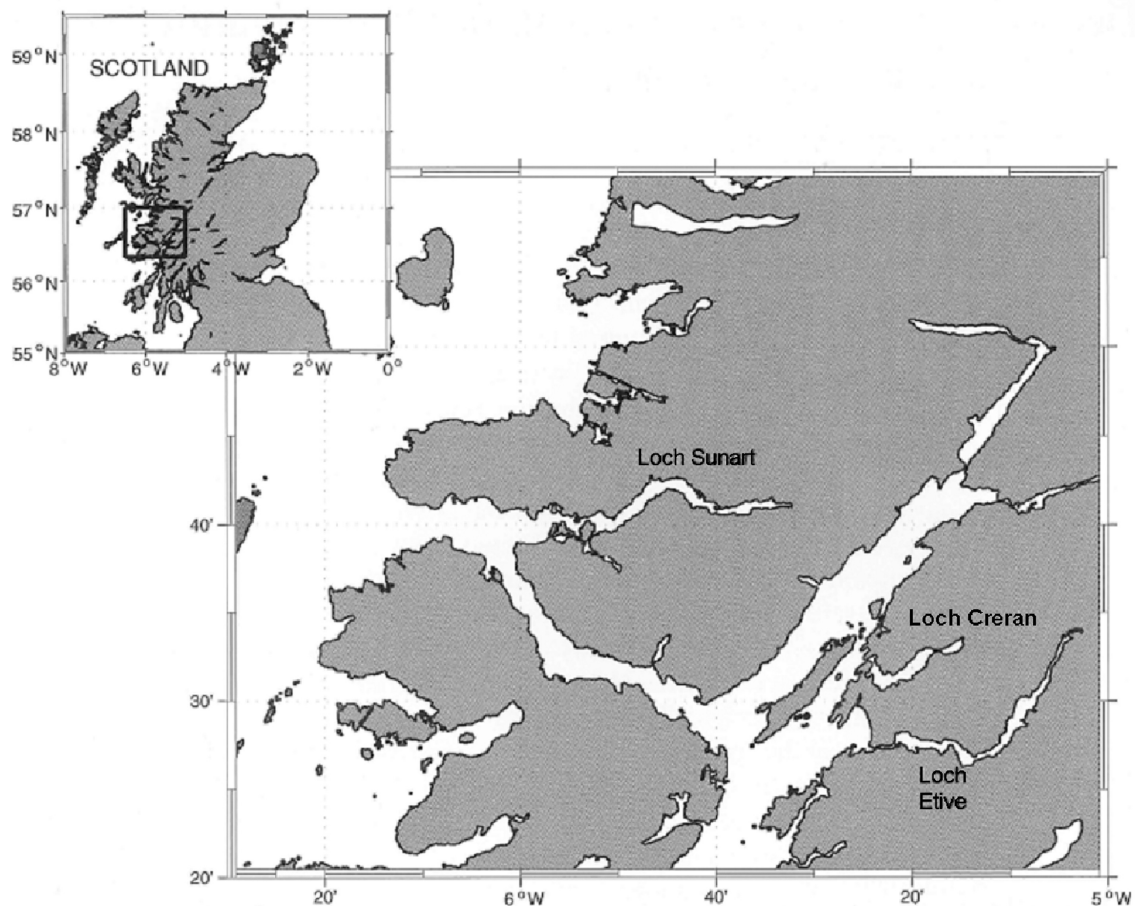 59°N
SCOTLAND
58°N
57°N
56°N
55°N
8°W 6°W 4°W 2°W 0°
Loch Sunart
40'
Loch Creran
30'
Loch
Etive
20'
20' 6°W 40' 20' 5°W